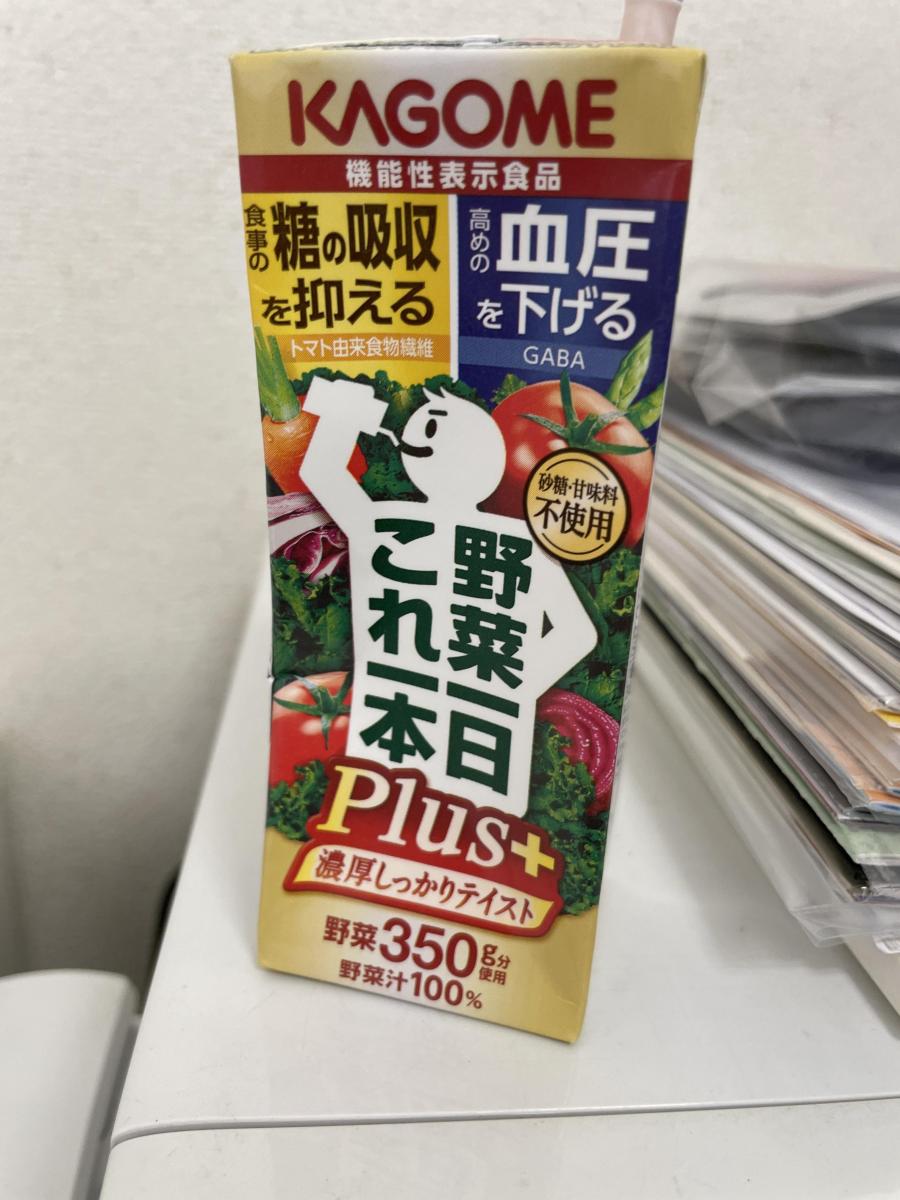 KAGOME
機能性表示食品
食事の
糖の吸収
を抑える
トマト由来食物繊維
高めの
血圧
を下げる
GABA
砂糖・甘味料
不使用
野菜一日
これ一本
Plus+
濃厚しっかりテイスト
野菜350g分使用
野菜汁100%